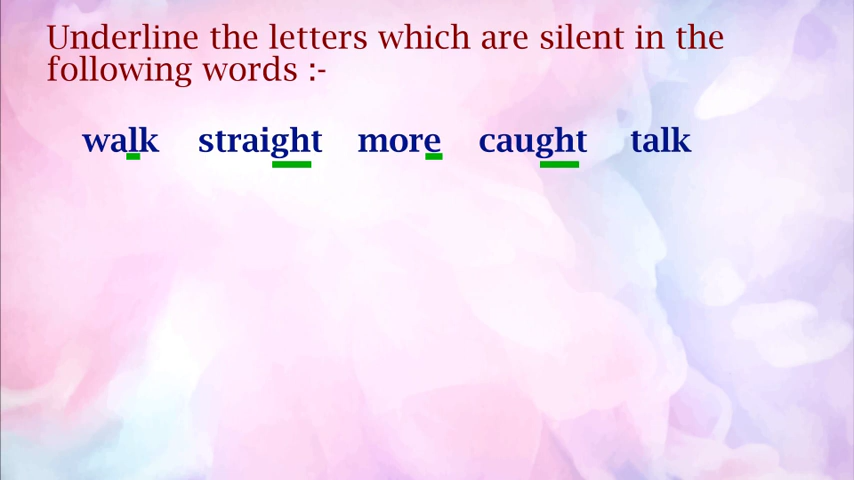 Underline the letters which are silent in the
following words :-
walk straight more caught talk